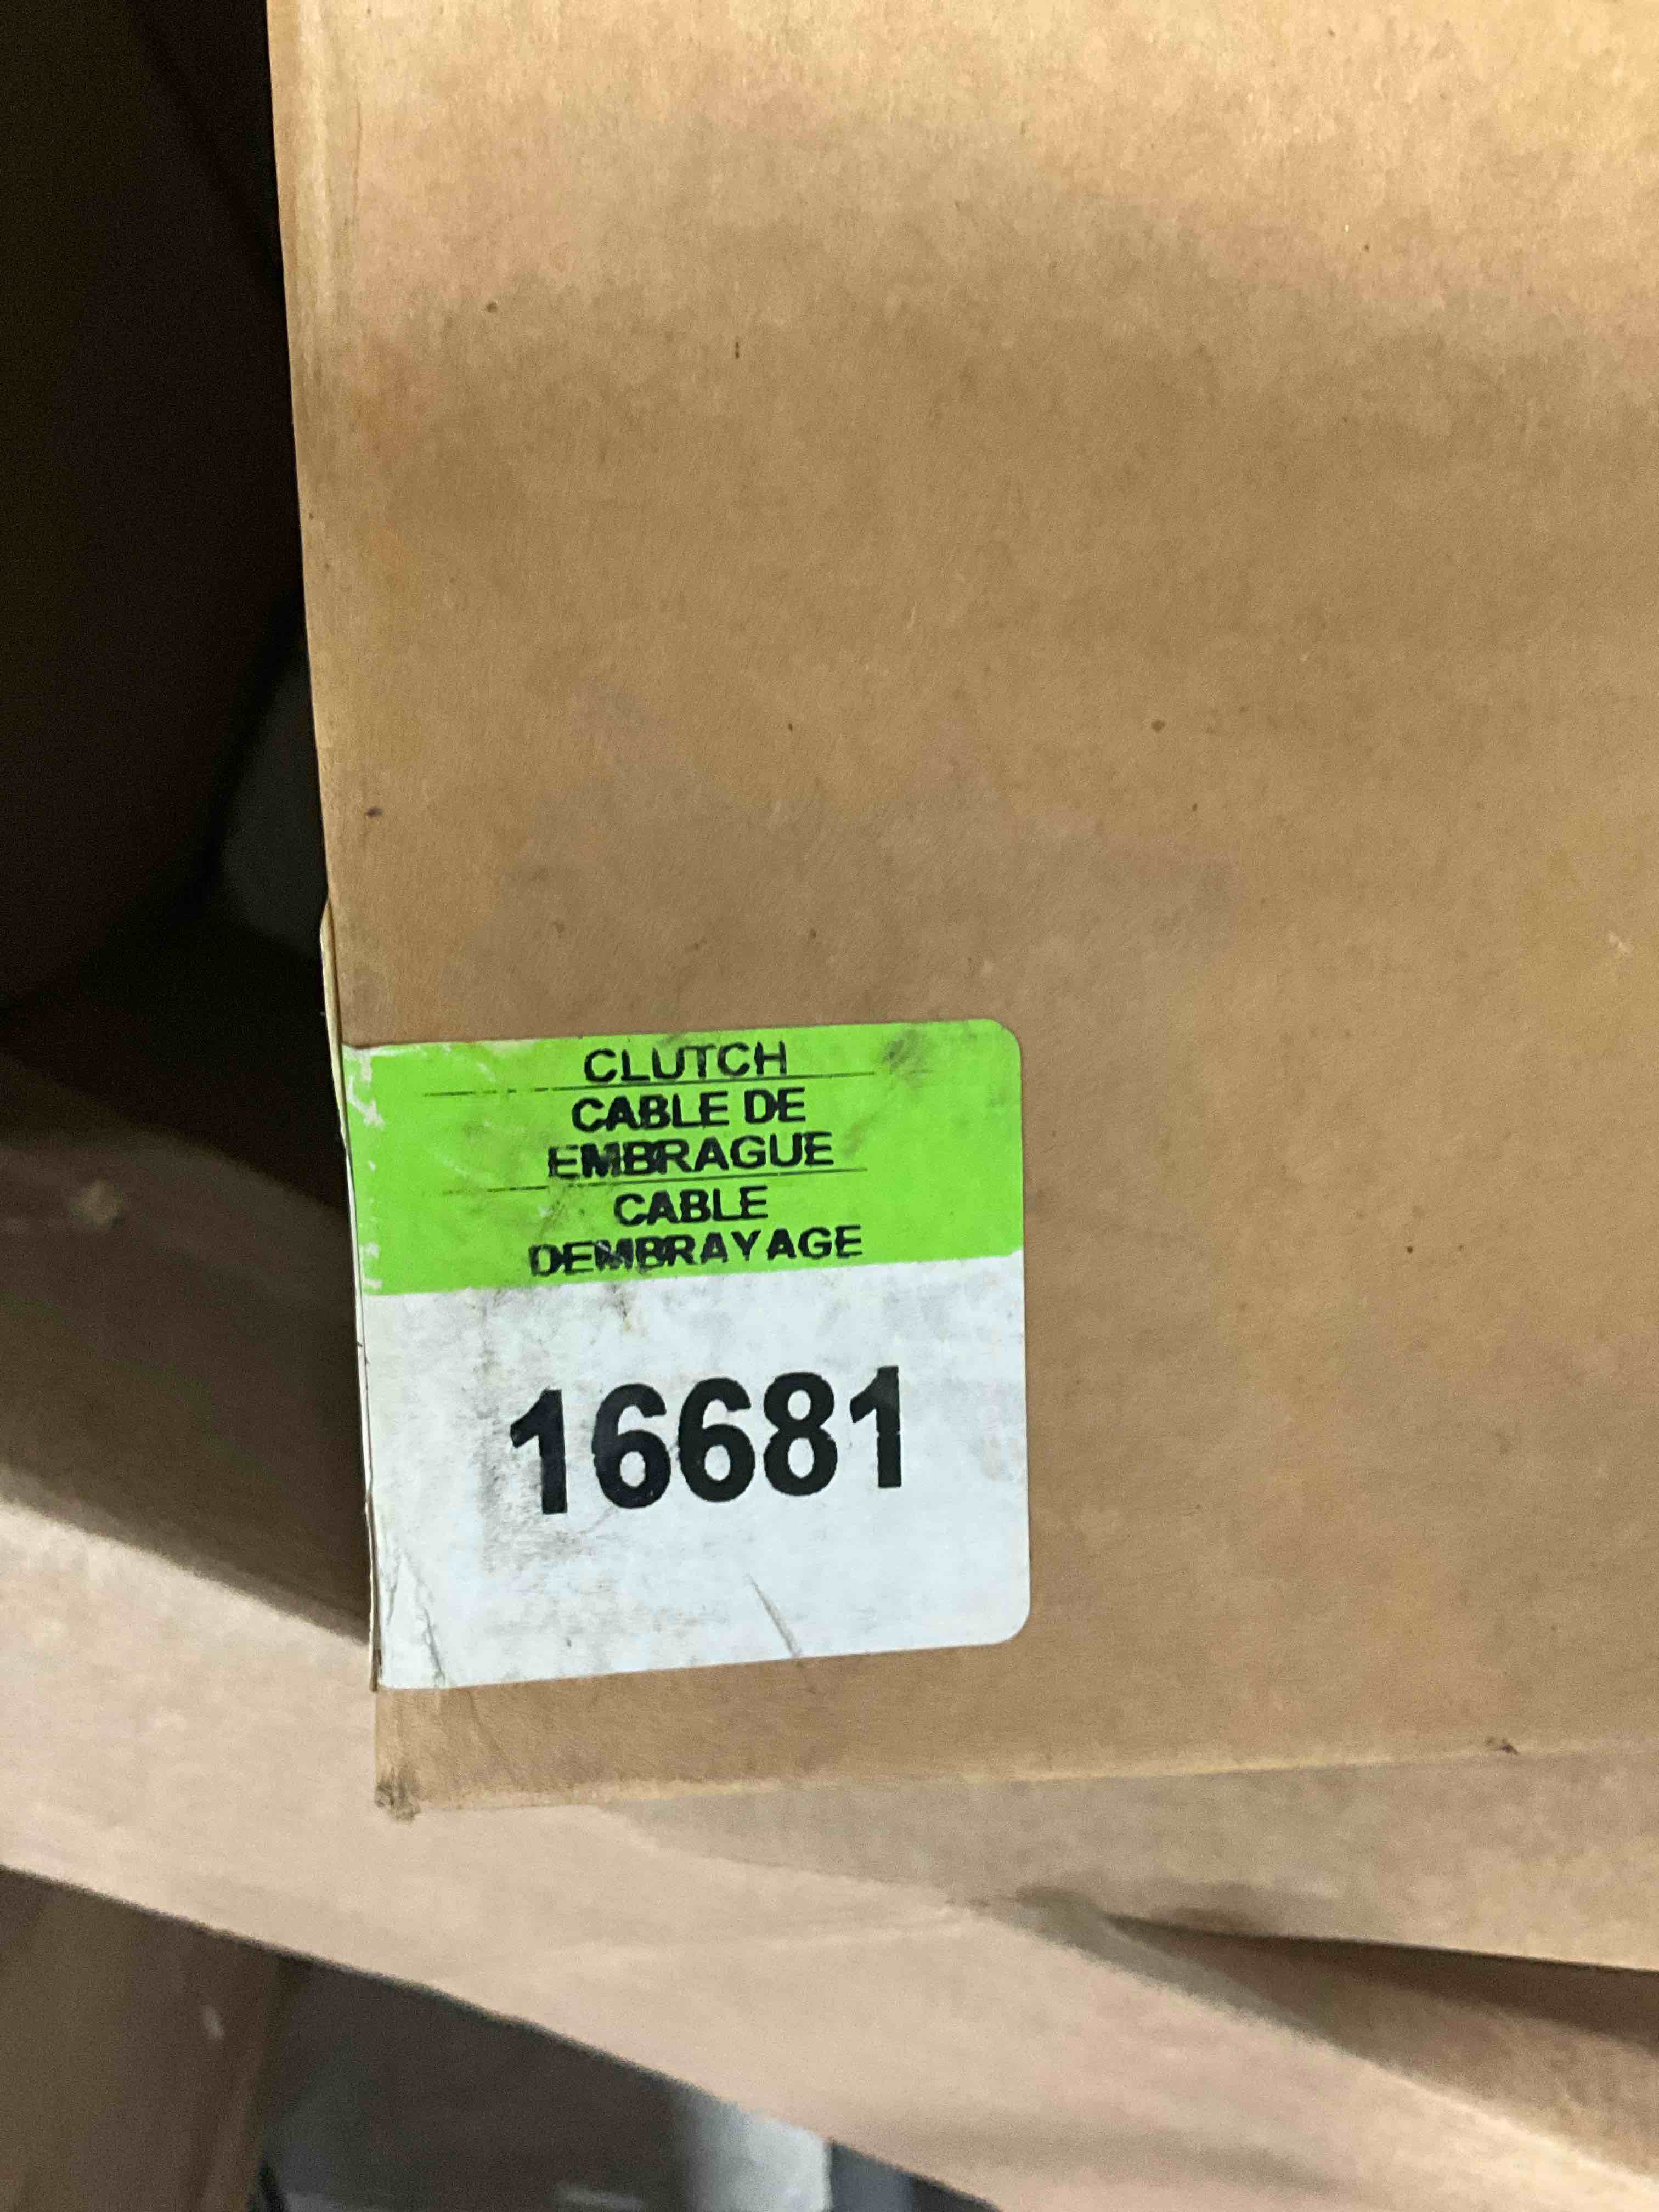 CLUTCH
CABLE DE
EMBRAGUE
CABLE
DEMBRAYAGE
16681